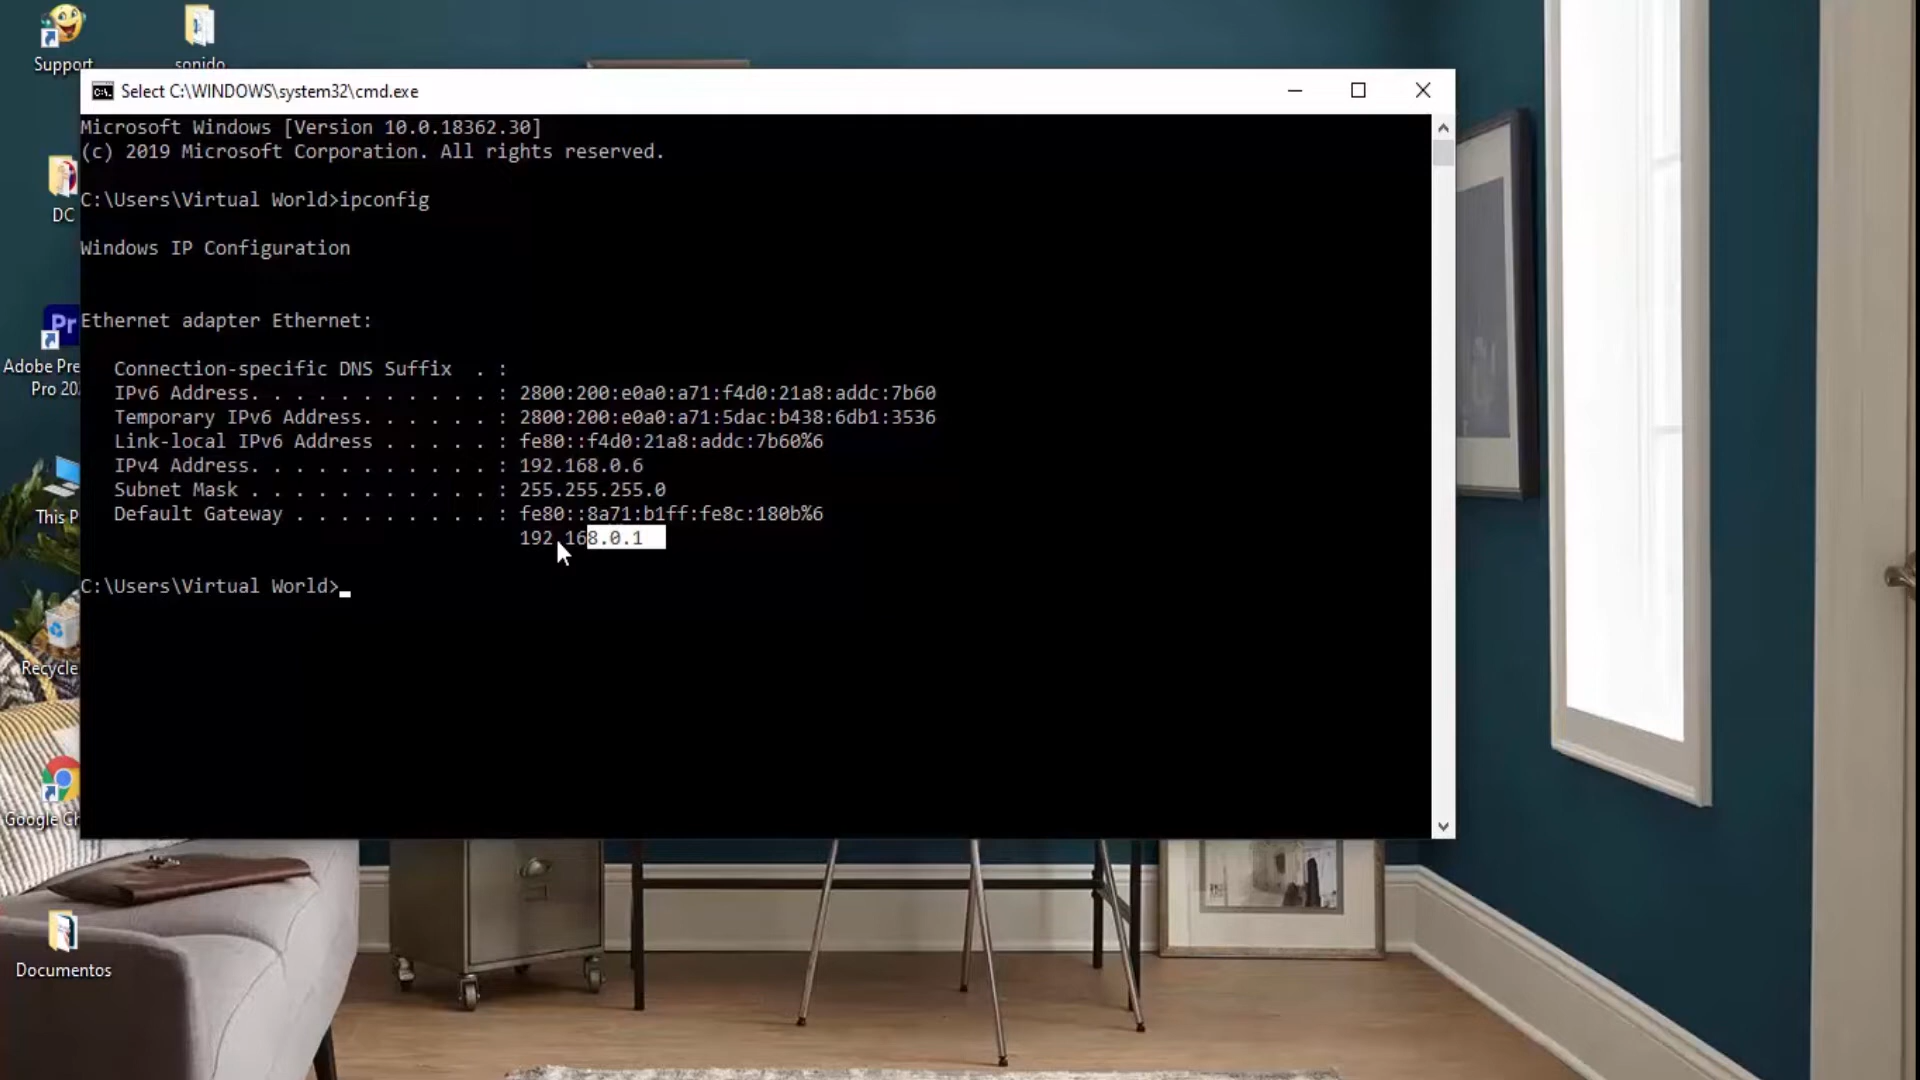 Support
sonido
Select C:\WINDOWS\system32\cmd.exe
Microsoft Windows [Version 10.0.18362.30]
(c) 2019 Microsoft Corporation. All rights reserved.
C:\Users\Virtual World>ipconfig
DC
Windows IP Configuration
Ethernet adapter Ethernet:
Pr
Adobe Pre
Pro 20
Connection-specific DNS Suffix . :
IPv6 Address. . . . . . . . . . . : 2800:200:e0a0:a71:f4d0:21a8:addc:7b60
Temporary IPv6 Address. . . . . . : 2800:200:e0a0:a71:5dac:b438:6db1:3536
Link-local IPv6 Address . . . . . : fe80::f4d0:21a8:addc:7b60%6
IPv4 Address. . . . . . . . . . . : 192.168.0.6
Subnet Mask . . . . . . . . . . . : 255.255.255.0
Default Gateway . . . . . . . . . : fe80::8a71:b1ff:fe8c:180b%6
192.168.0.1
This P
C:\Users\Virtual World>
Recycle
Google Ch
Documentos